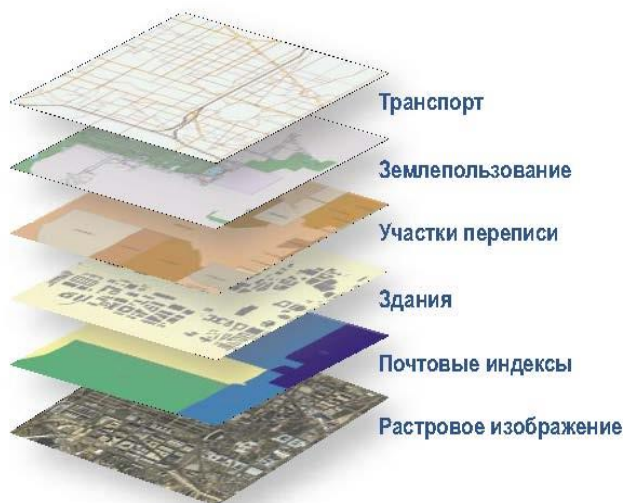 Транспорт
Землепользование
Участки переписи
Здания
Почтовые индексы
Растровое изображение